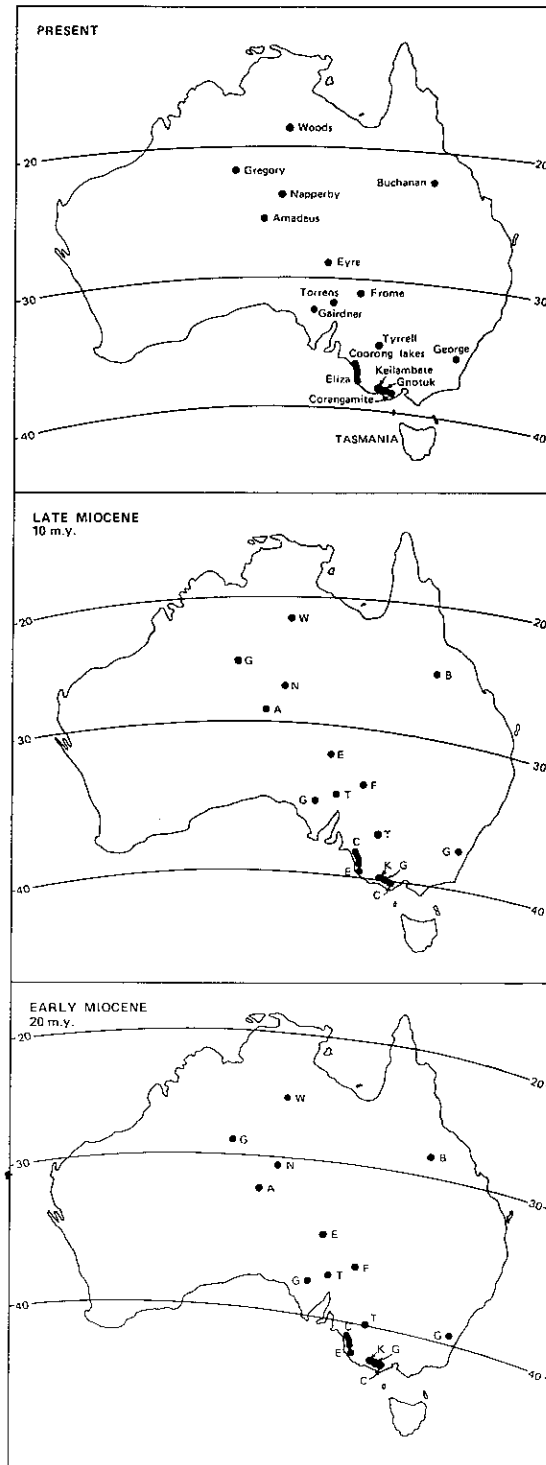 PRESENT
Woods
20
20
Gregory
Buchanan
Napperby
Amadeus
Eyre
30
30
Torrens
Frome
Gairdner
Tyrrell
George
Coorong lakes
Keilambete
Eliza
Gnotuk
Corangamite
40
40
TASMANIA
LATE MIOCENE
10 m.y.
20
20
W
G
B
N
A
30
30
E
F
T
G
T
C
G
K
G
E
C
40
40
EARLY MIOCENE
20 m.y.
20
20
W
G
B
N
30
30
A
E
F
T
G
40
T
C
G
K
G
E
C
40